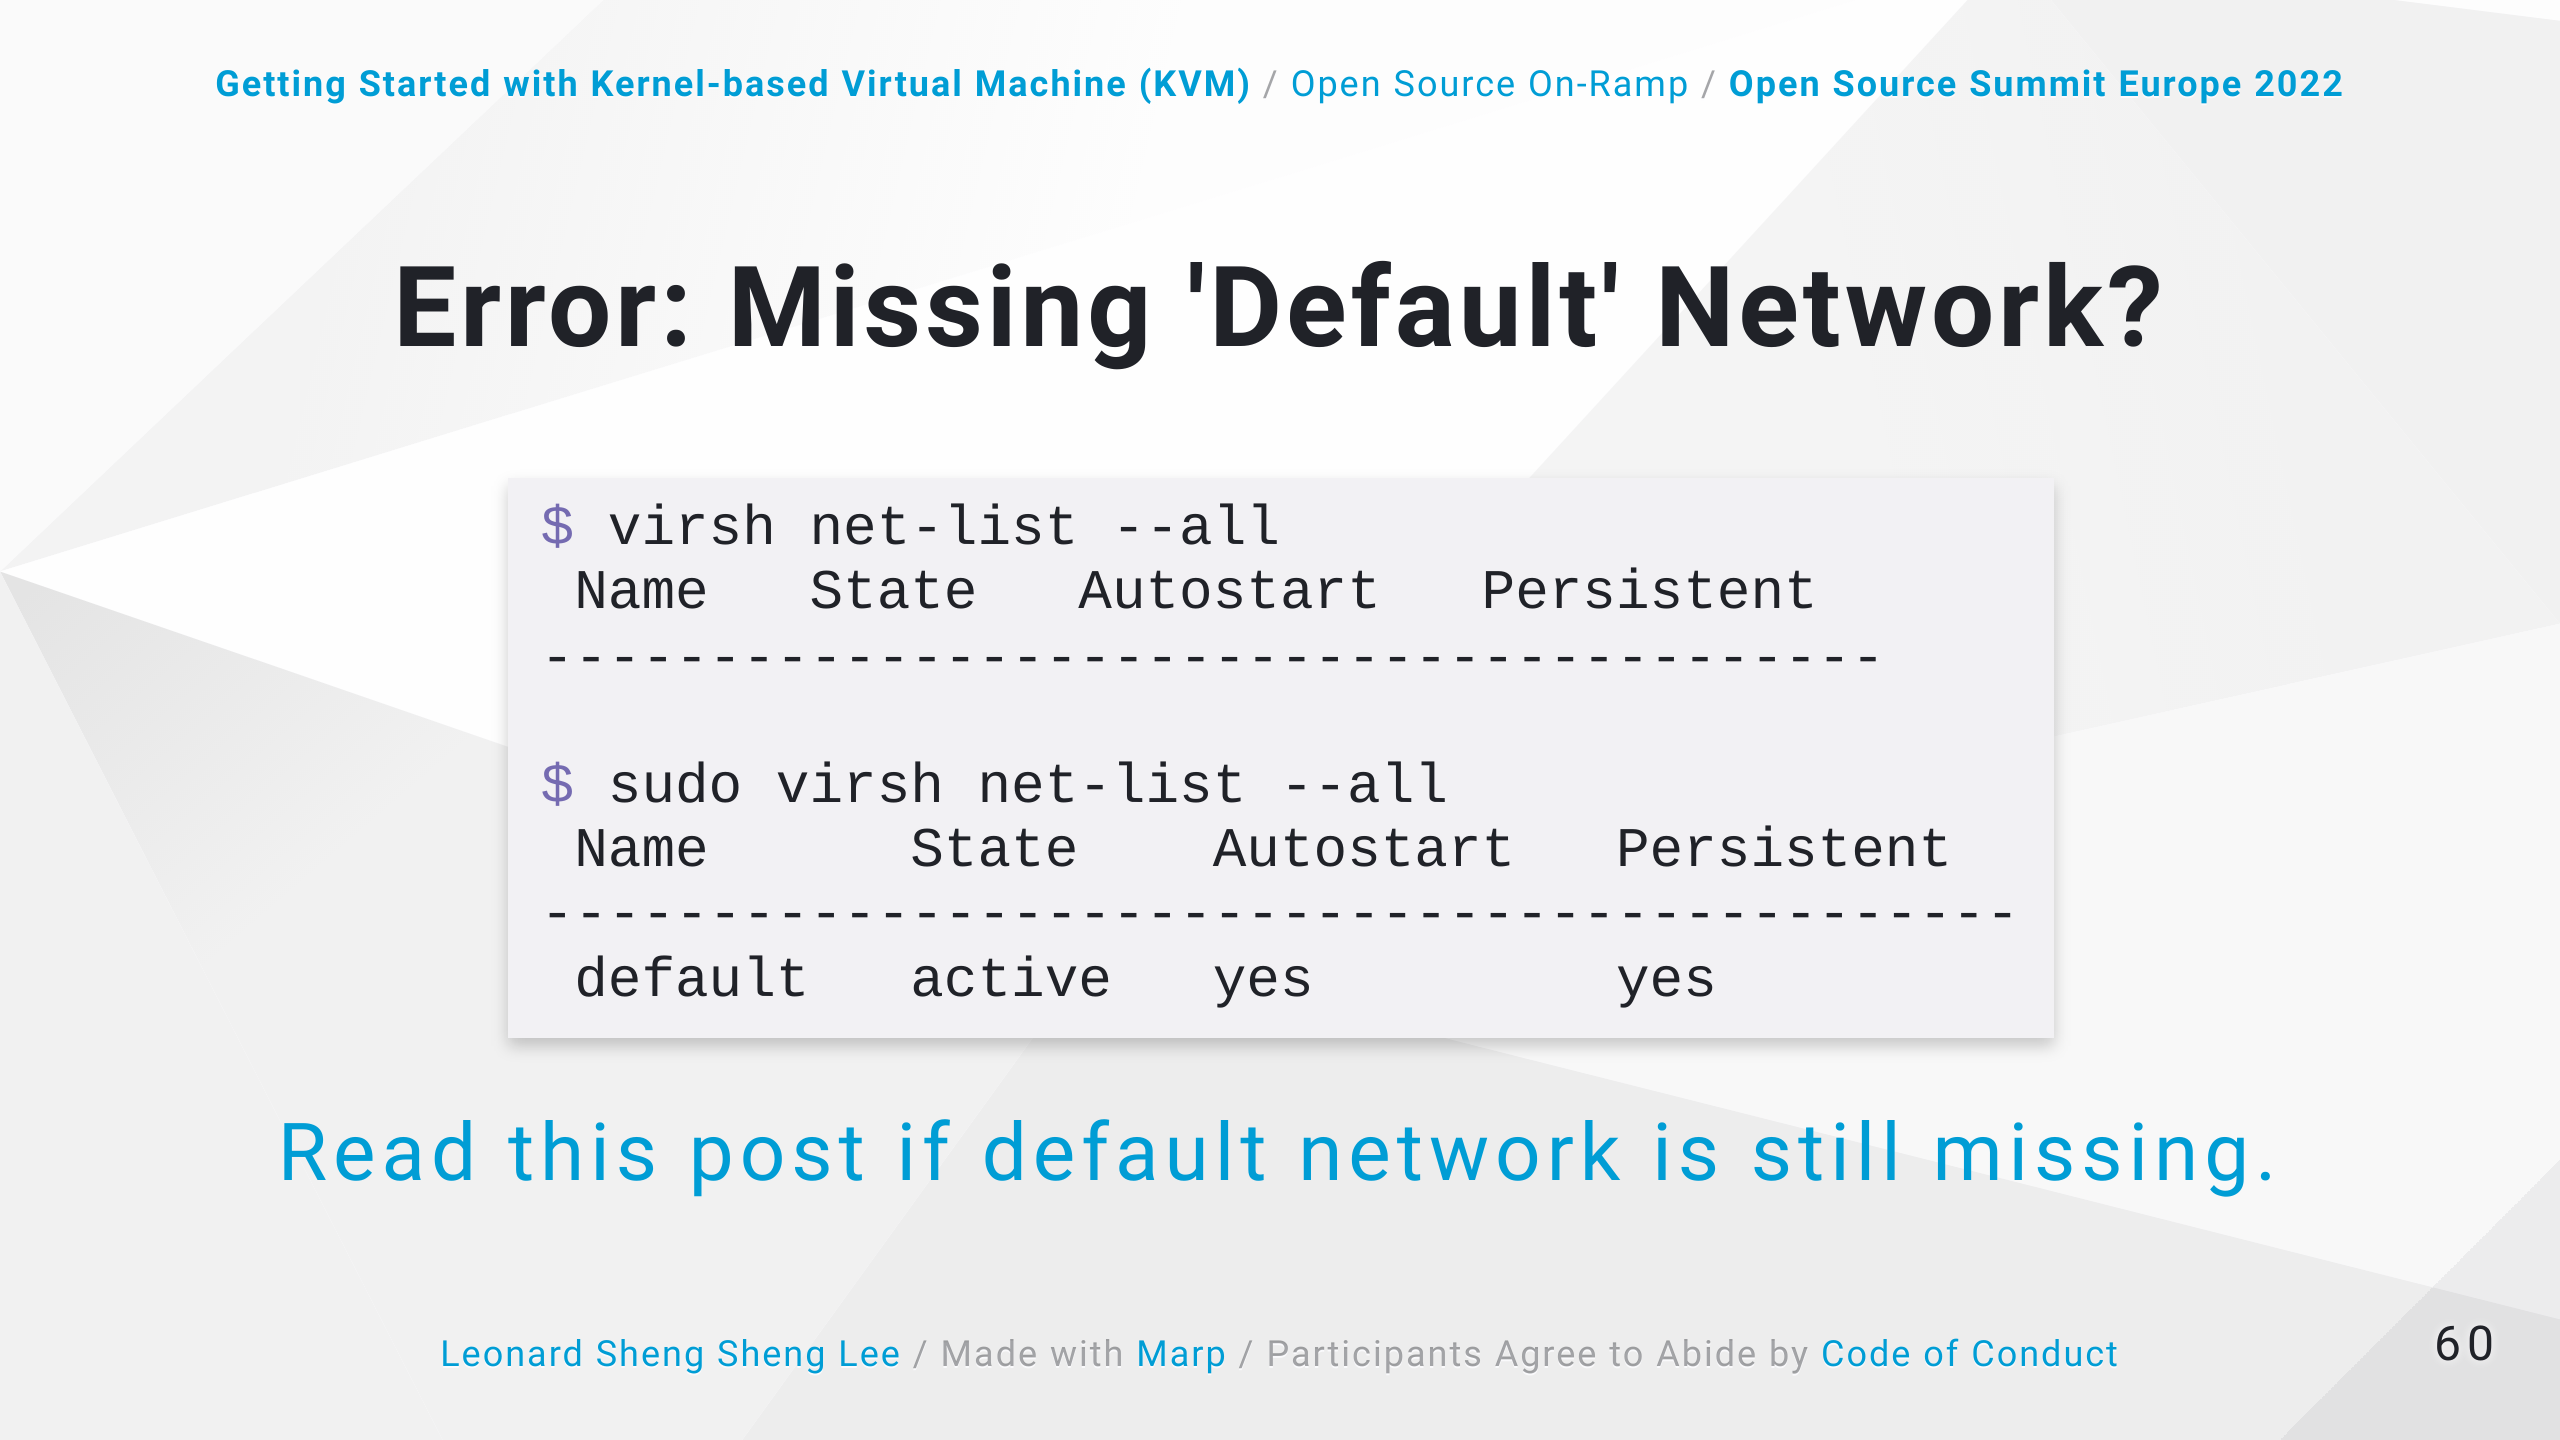 Getting Started with Kernel-based Virtual Machine (KVM) / Open Source On-Ramp / Open Source Summit Europe 2022
Error: Missing 'Default' Network?
$ virsh net-list --all
 Name   State   Autostart   Persistent
----------------------------------------
$ sudo virsh net-list --all
 Name      State    Autostart   Persistent
--------------------------------------------
 default   active   yes         yes
Read this post if default network is still missing.
Leonard Sheng Sheng Lee / Made with Marp / Participants Agree to Abide by Code of Conduct
60